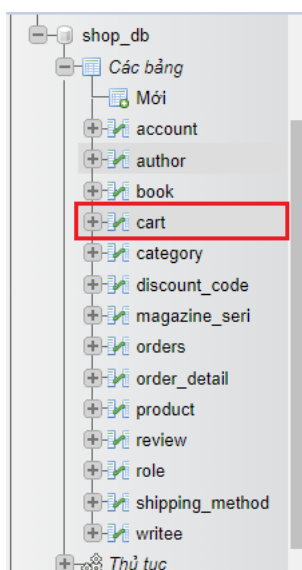 shop_db
Các bảng
Mới
account
author
book
cart
category
discount_code
magazine_seri
orders
order_detail
product
review
role
shipping_method
writee
Thủ tục